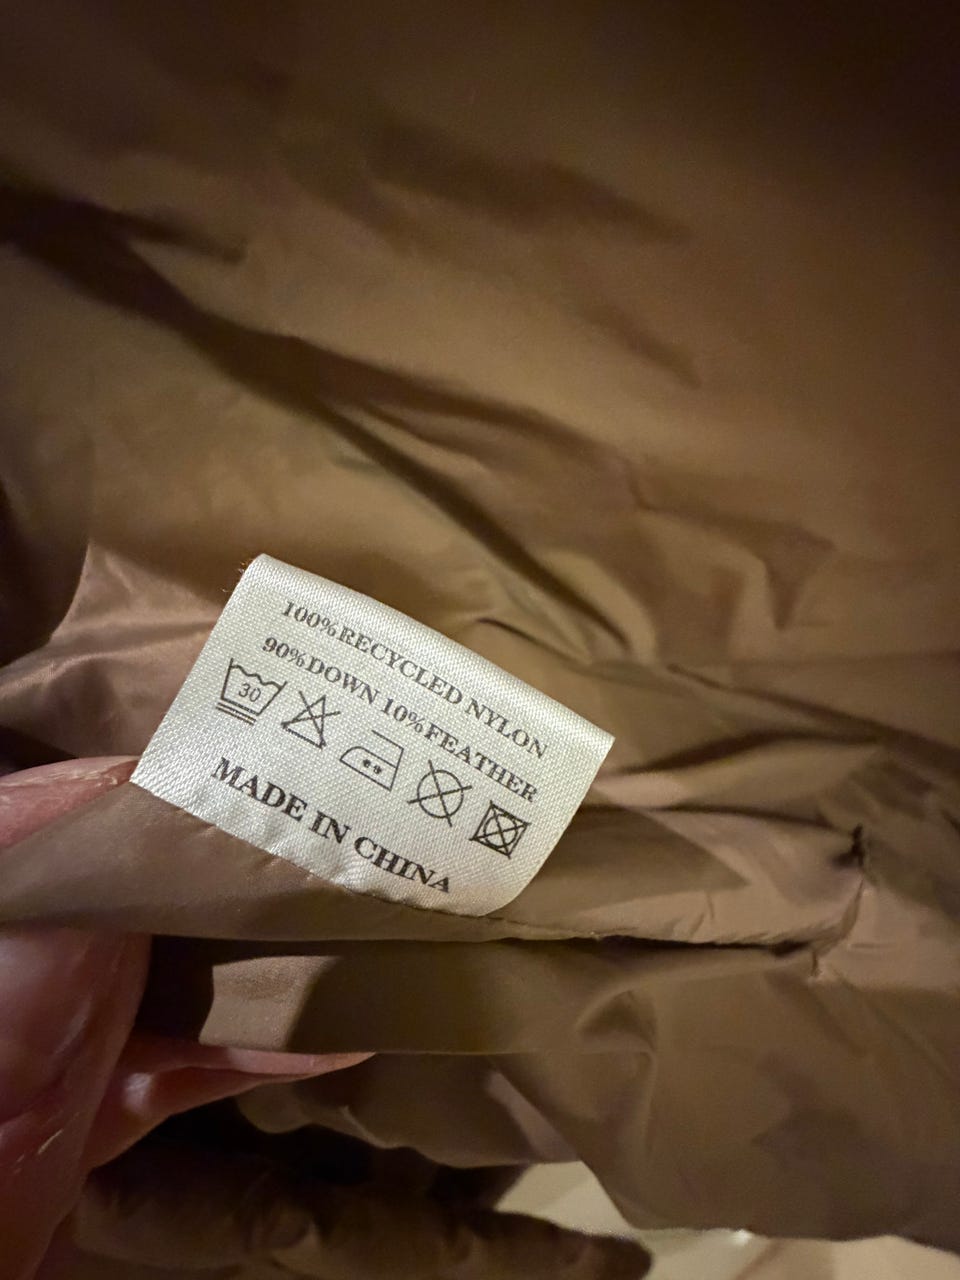 100%RECYCLED NYLON
90%DOWN 10%FEATHER
30
MADE IN CHINA